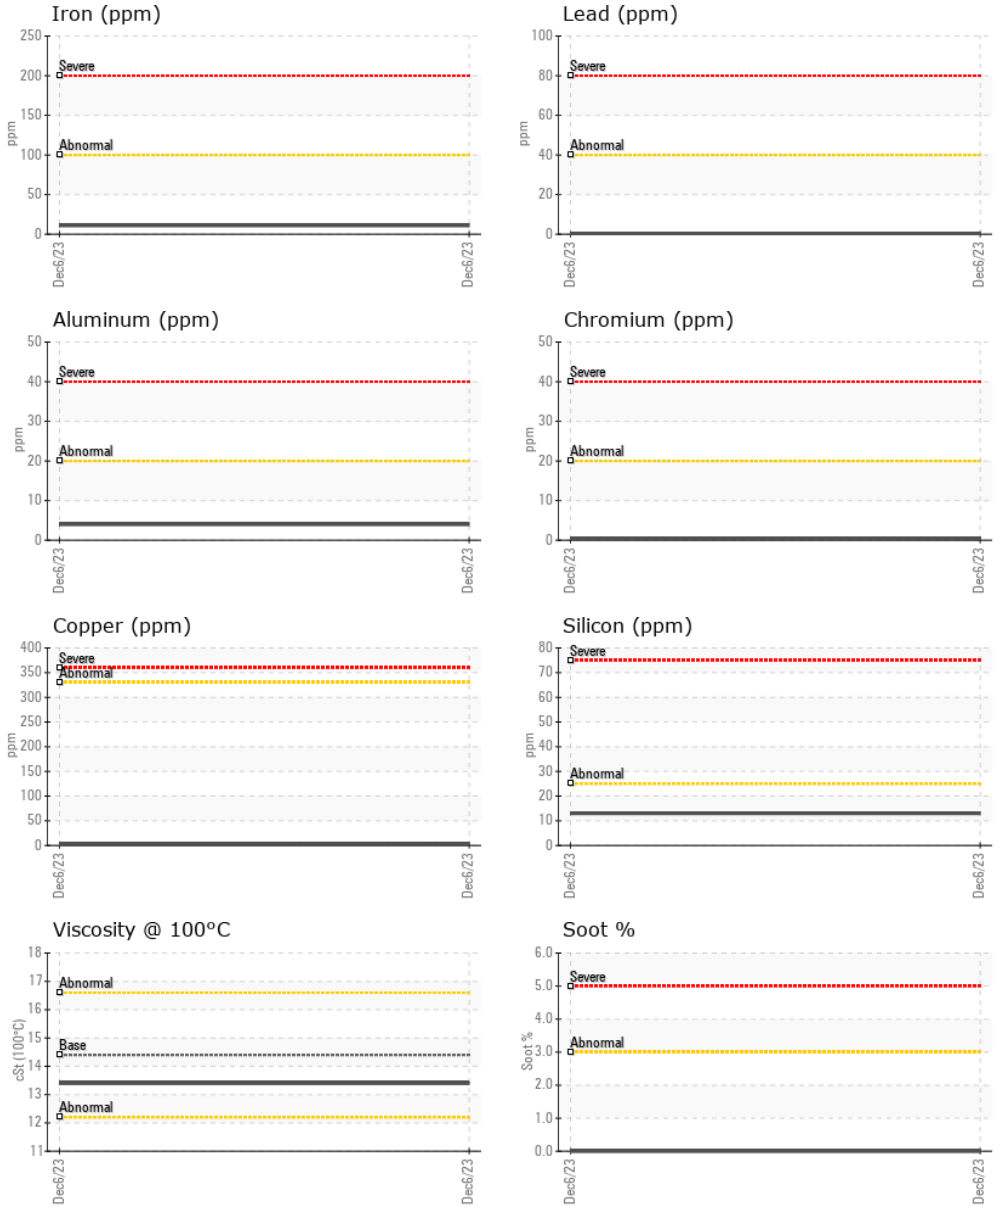 Iron (ppm)
250
200
150
100
50
0
ppm
Severe
Abnormal
Dec6/23
Dec6/23
Lead (ppm)
100
80
60
40
20
0
ppm
Severe
Abnormal
Dec6/23
Dec6/23
Aluminum (ppm)
50
40
30
20
10
0
ppm
Severe
Abnormal
Dec6/23
Dec6/23
Chromium (ppm)
50
40
30
20
10
0
ppm
Severe
Abnormal
Dec6/23
Dec6/23
Copper (ppm)
400
350
300
250
200
150
100
50
0
ppm
Severe
Abnormal
Dec6/23
Dec6/23
Silicon (ppm)
80
70
60
50
40
30
20
10
0
ppm
Severe
Abnormal
Dec6/23
Dec6/23
Viscosity @ 100°C
18
17
16
15
14
13
12
11
cSt (100°C)
Abnormal
Base
Abnormal
Dec6/23
Dec6/23
Soot %
6.0
5.0
4.0
3.0
2.0
1.0
0.0
Soot %
Severe
Abnormal
Dec6/23
Dec6/23